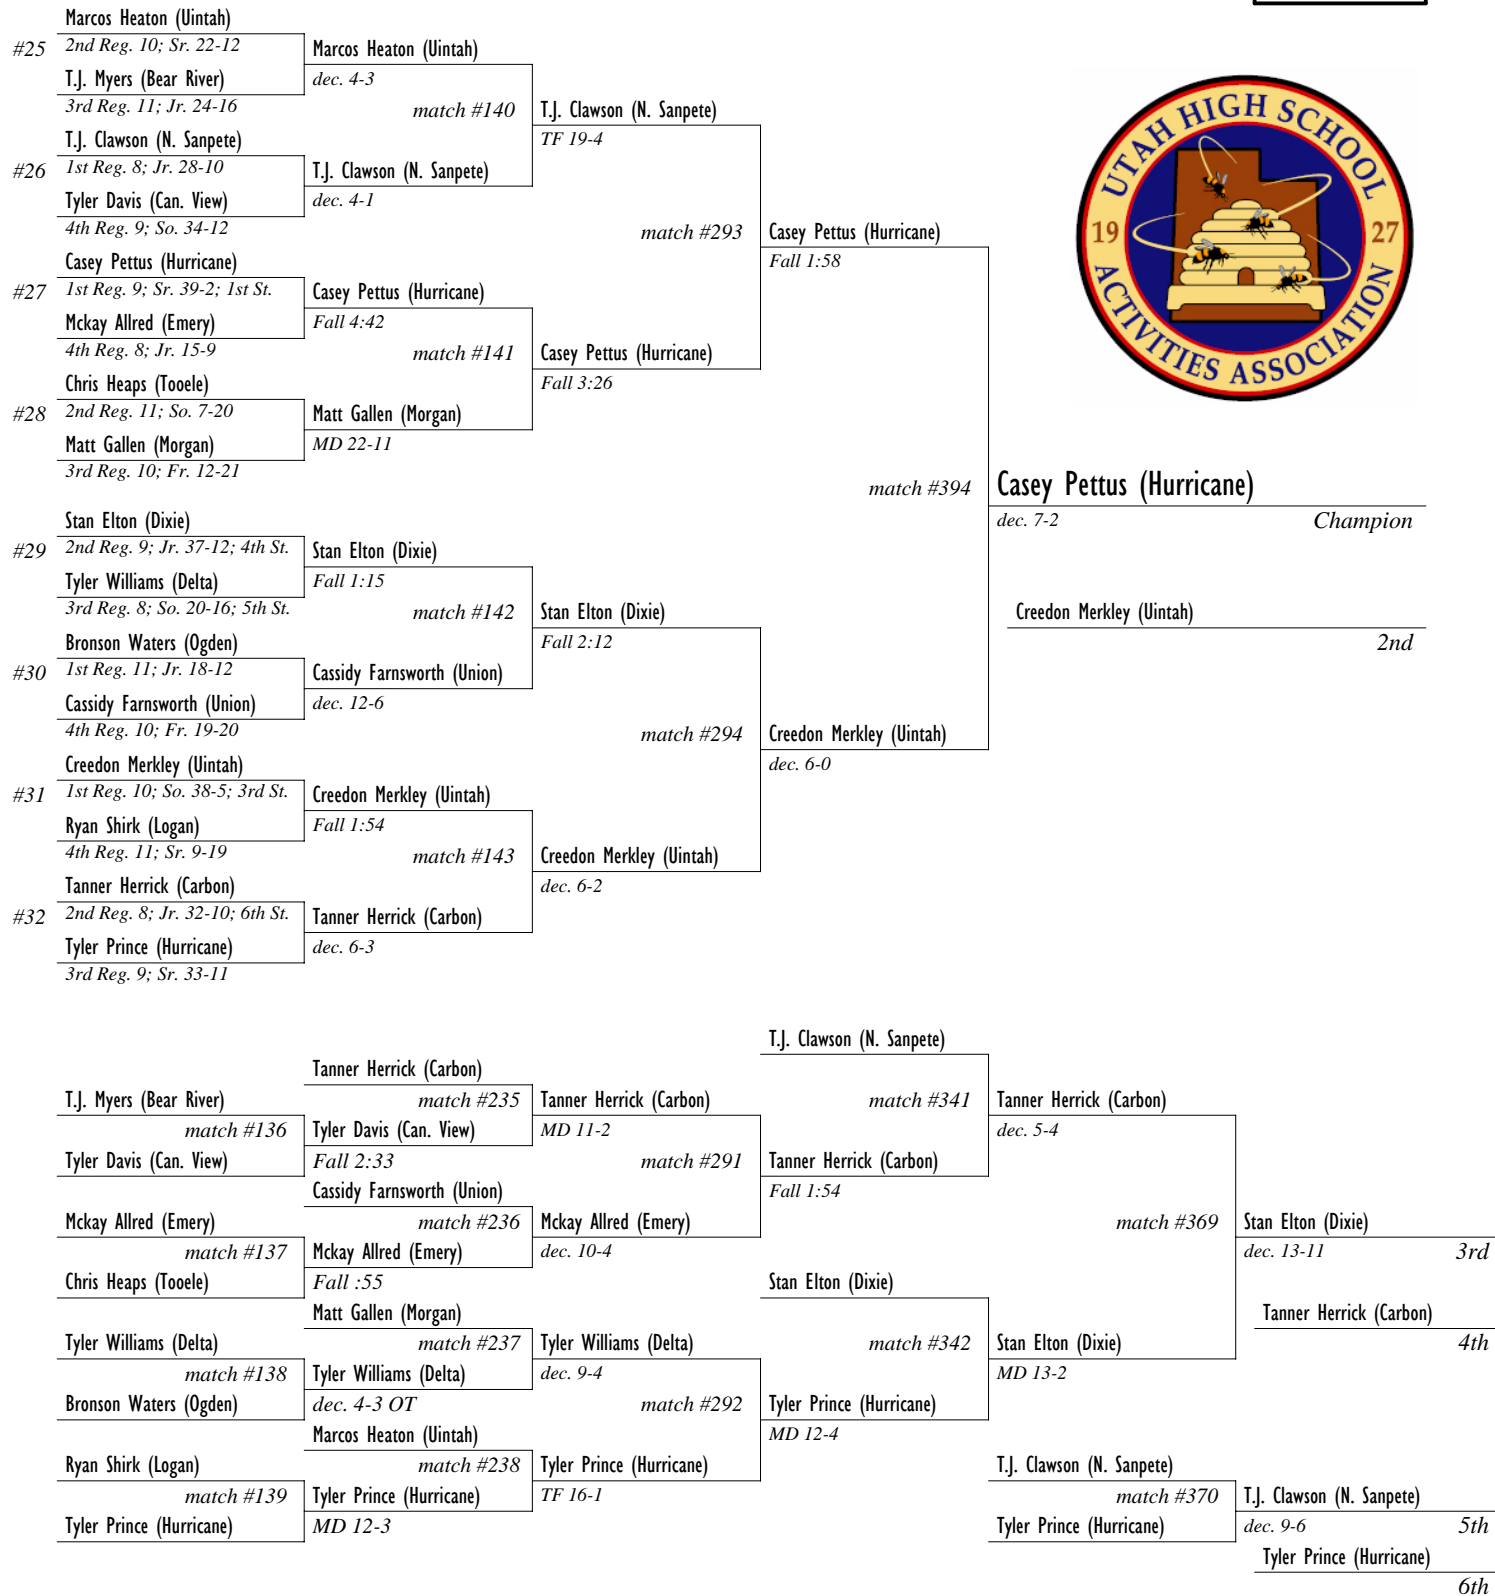 Marcos Heaton (Uintah)
#25 2nd Reg. 10; Sr. 22-12
Marcos Heaton (Uintah)
T.J. Myers (Bear River)
dec. 4-3
3rd Reg. 11; Jr. 24-16
match #140
T.J. Clawson (N. Sanpete)
T.J. Clawson (N. Sanpete)
TF 19-4
#26 1st Reg. 8; Jr. 28-10
T.J. Clawson (N. Sanpete)
Tyler Davis (Can. View)
dec. 4-1
4th Reg. 9; So. 34-12
match #293
Casey Pettus (Hurricane)
Casey Pettus (Hurricane)
Fall 1:58
#27 1st Reg. 9; Sr. 39-2; 1st St.
Casey Pettus (Hurricane)
Mckay Allred (Emery)
Fall 4:42
4th Reg. 8; Jr. 15-9
match #141
Casey Pettus (Hurricane)
Chris Heaps (Tooele)
Fall 3:26
#28 2nd Reg. 11; So. 7-20
Matt Gallen (Morgan)
Matt Gallen (Morgan)
MD 22-11
3rd Reg. 10; Fr. 12-21
UTAH HIGH SCHOOL
19 27
ACTIVITIES ASSOCIATION
match #394
Casey Pettus (Hurricane)
dec. 7-2 Champion
Stan Elton (Dixie)
#29 2nd Reg. 9; Jr. 37-12; 4th St.
Stan Elton (Dixie)
Tyler Williams (Delta)
Fall 1:15
3rd Reg. 8; So. 20-16; 5th St.
match #142
Stan Elton (Dixie)
Creedon Merkley (Uintah)
2nd
Bronson Waters (Ogden)
Fall 2:12
#30 1st Reg. 11; Jr. 18-12
Cassidy Farnsworth (Union)
Cassidy Farnsworth (Union)
dec. 12-6
4th Reg. 10; Fr. 19-20
match #294
Creedon Merkley (Uintah)
Creedon Merkley (Uintah)
dec. 6-0
#31 1st Reg. 10; So. 38-5; 3rd St.
Creedon Merkley (Uintah)
Ryan Shirk (Logan)
Fall 1:54
4th Reg. 11; Sr. 9-19
match #143
Creedon Merkley (Uintah)
Tanner Herrick (Carbon)
dec. 6-2
#32 2nd Reg. 8; Jr. 32-10; 6th St.
Tanner Herrick (Carbon)
Tyler Prince (Hurricane)
dec. 6-3
3rd Reg. 9; Sr. 33-11
T.J. Clawson (N. Sanpete)
Tanner Herrick (Carbon)
T.J. Myers (Bear River)
match #235
Tanner Herrick (Carbon)
match #341
Tanner Herrick (Carbon)
match #136
Tyler Davis (Can. View)
MD 11-2
dec. 5-4
Tyler Davis (Can. View)
Fall 2:33
match #291
Tanner Herrick (Carbon)
Cassidy Farnsworth (Union)
Fall 1:54
Mckay Allred (Emery)
match #236
Mckay Allred (Emery)
match #369
Stan Elton (Dixie)
match #137
Mckay Allred (Emery)
dec. 10-4
dec. 13-11 3rd
Chris Heaps (Tooele)
Fall :55
Stan Elton (Dixie)
Matt Gallen (Morgan)
Tanner Herrick (Carbon)
4th
Tyler Williams (Delta)
match #237
Tyler Williams (Delta)
match #342
Stan Elton (Dixie)
match #138
Tyler Williams (Delta)
dec. 9-4
MD 13-2
Bronson Waters (Ogden)
dec. 4-3 OT
match #292
Tyler Prince (Hurricane)
Marcos Heaton (Uintah)
MD 12-4
Ryan Shirk (Logan)
match #238
Tyler Prince (Hurricane)
T.J. Clawson (N. Sanpete)
match #139
Tyler Prince (Hurricane)
TF 16-1
match #370
T.J. Clawson (N. Sanpete)
Tyler Prince (Hurricane)
MD 12-3
Tyler Prince (Hurricane)
dec. 9-6 5th
Tyler Prince (Hurricane)
6th